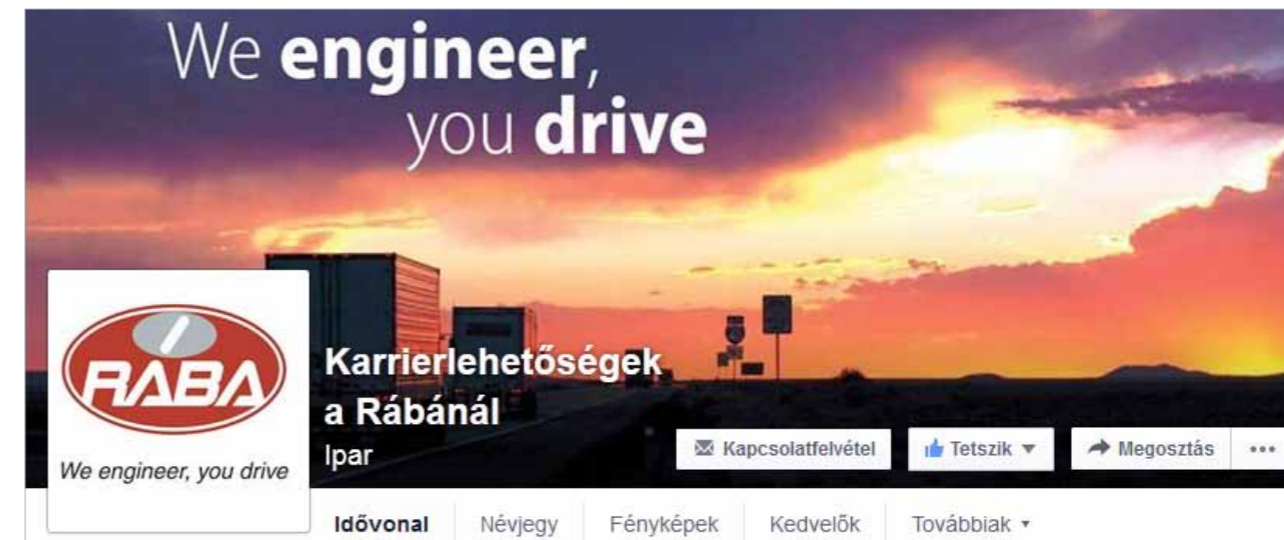 We engineer,
you drive
RÁBA
We engineer, you drive
Karrierlehetőségek
a Rábánál
Ipar
Kapcsolatfelvétel
Tetszik
Megosztás
Idővonal
Névjegy
Fényképek
Kedvelők
Továbbiak